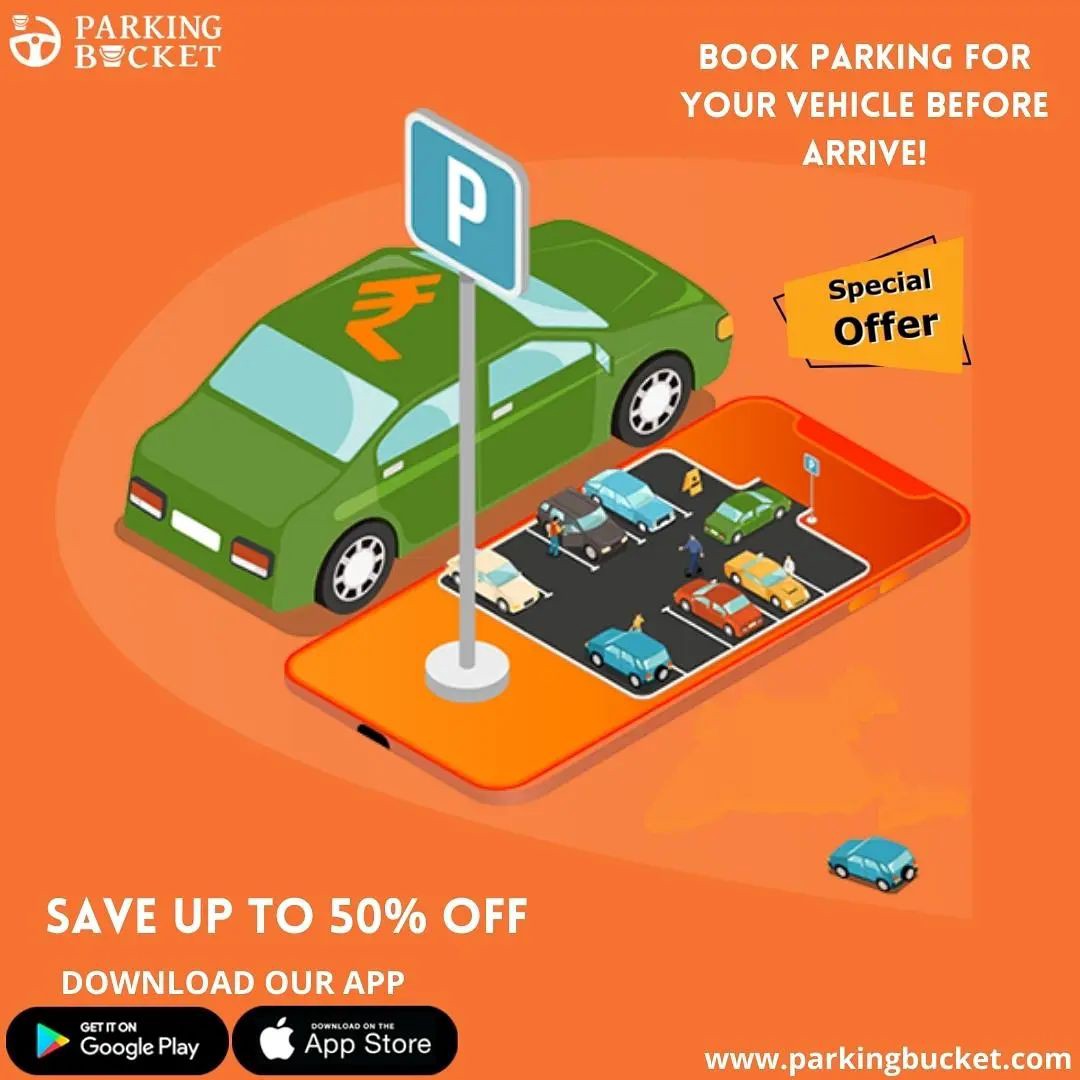 PARKING
BUCKET
BOOK PARKING FOR
YOUR VEHICLE BEFORE
ARRIVE!
P
₹
Special
Offer
P
SAVE UP TO 50% OFF
DOWNLOAD OUR APP
GET IT ON
Google Play
DOWNLOAD ON THE
App Store
www.parkingbucket.com